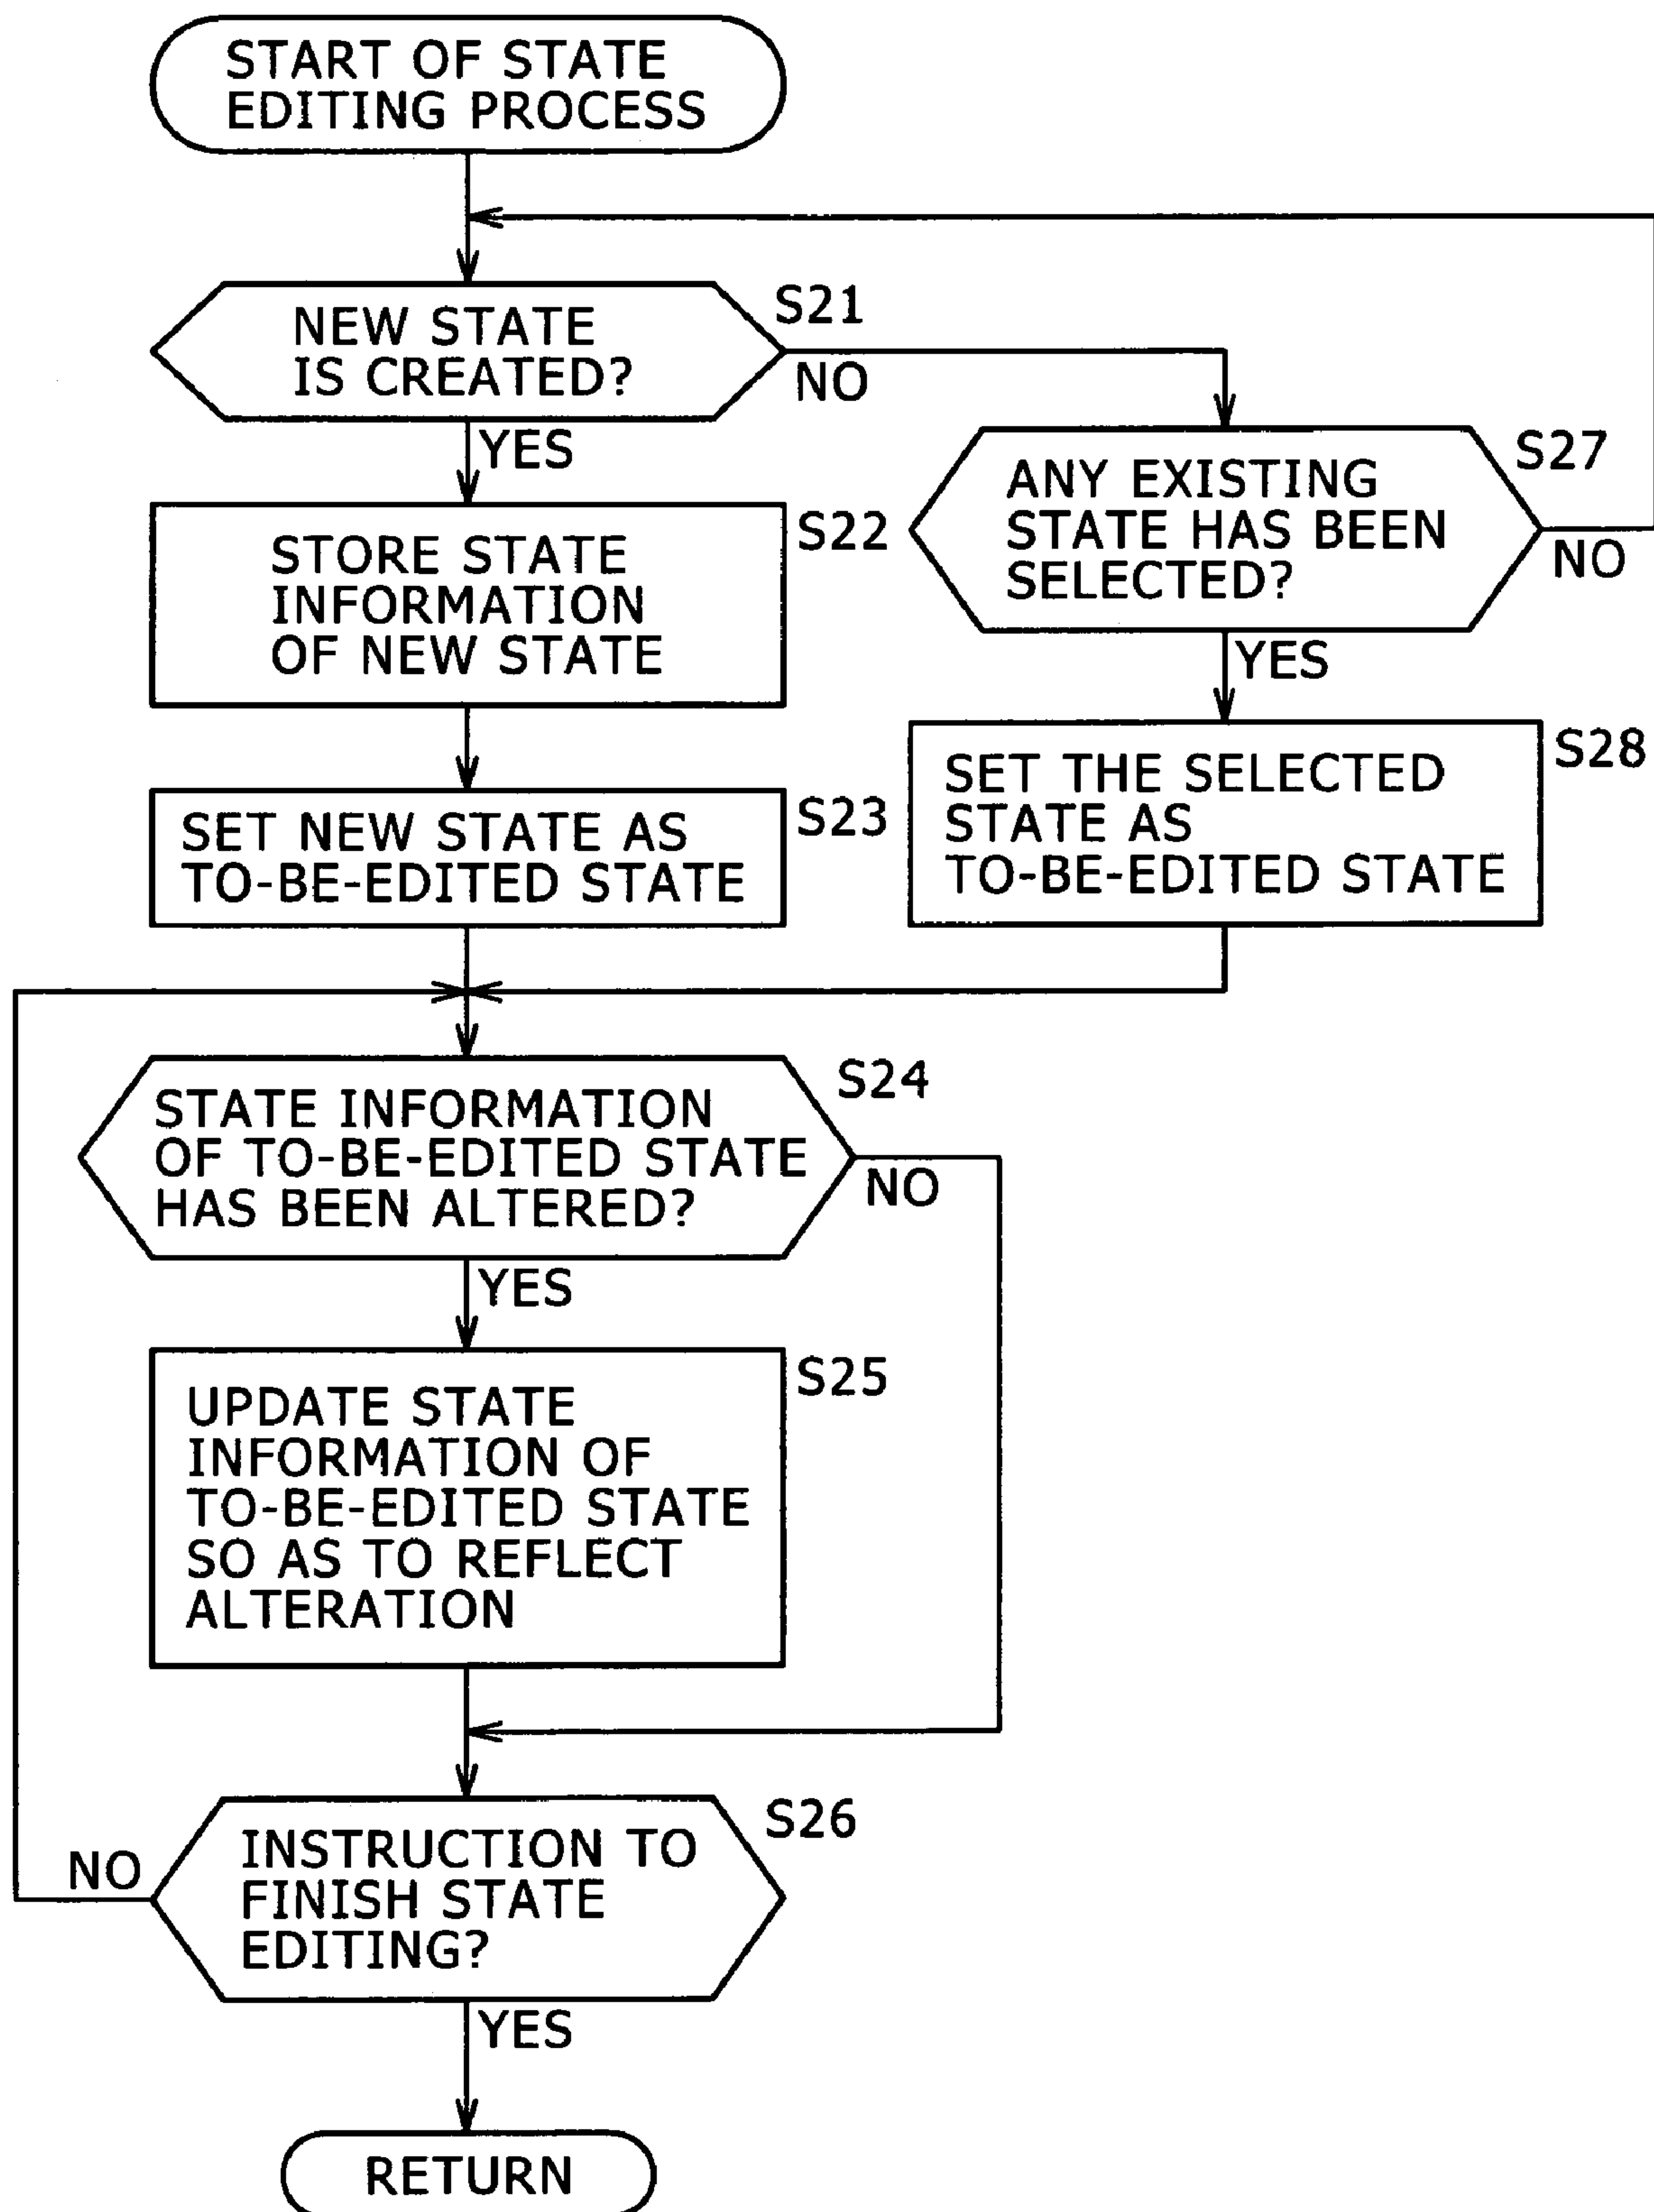 START OF STATE
EDITING PROCESS
NEW STATE
IS CREATED?
S21
NO
YES
STORE STATE
INFORMATION
OF NEW STATE
S22
ANY EXISTING
STATE HAS BEEN
SELECTED?
S27
NO
YES
SET NEW STATE AS
TO-BE-EDITED STATE
S23
SET THE SELECTED
STATE AS
TO-BE-EDITED STATE
S28
STATE INFORMATION
OF TO-BE-EDITED STATE
HAS BEEN ALTERED?
S24
NO
YES
UPDATE STATE
INFORMATION OF
TO-BE-EDITED STATE
SO AS TO REFLECT
ALTERATION
S25
INSTRUCTION TO
FINISH STATE
EDITING?
S26
NO
YES
RETURN